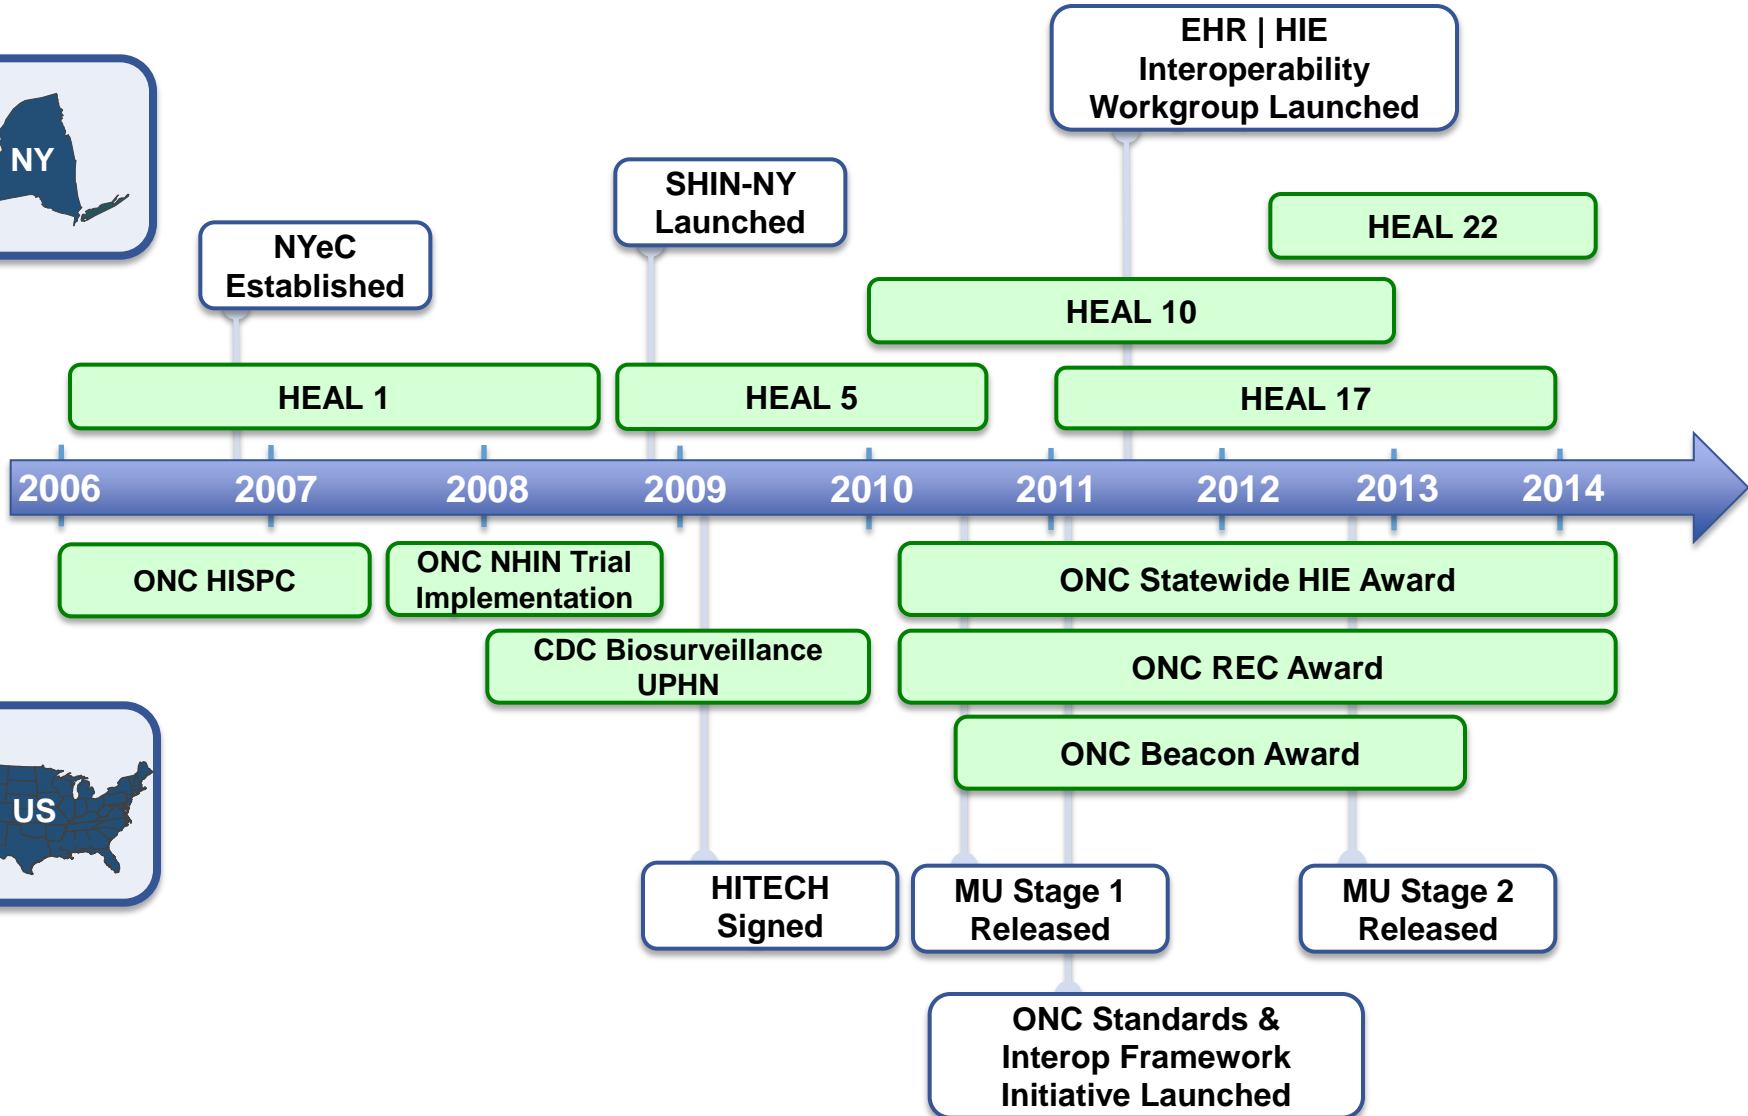 EHR | HIE
Interoperability
Workgroup Launched
NY
SHIN-NY
Launched
HEAL 22
NYeC
Established
HEAL 10
HEAL 1
HEAL 5
HEAL 17
2006 2007 2008 2009 2010 2011 2012 2013 2014
ONC HISPC
ONC NHIN Trial
Implementation
ONC Statewide HIE Award
CDC Biosurveillance
UPHN
ONC REC Award
ONC Beacon Award
US
HITECH
Signed
MU Stage 1
Released
MU Stage 2
Released
ONC Standards &
Interop Framework
Initiative Launched